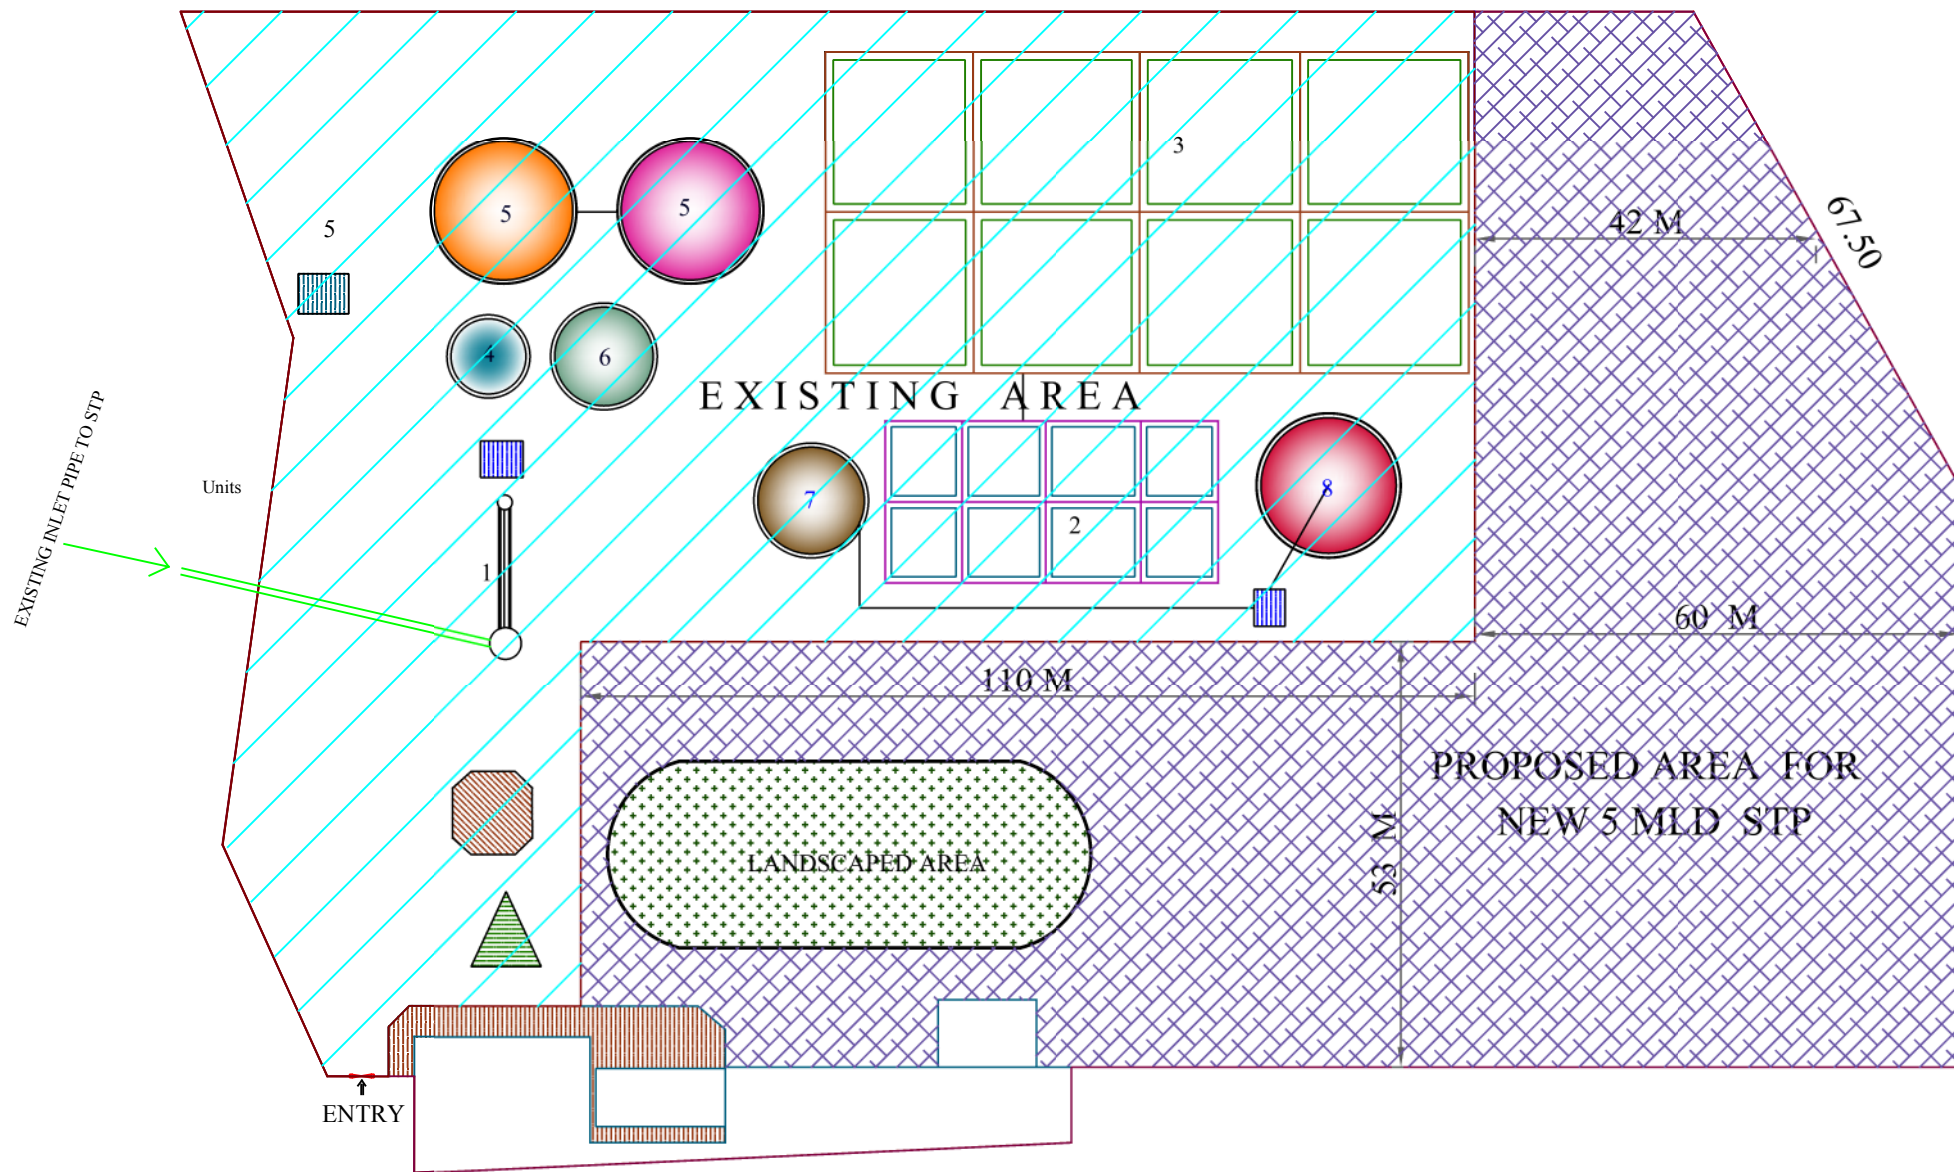 3
42 M
67.50
5
5
5
4
6
EXISTING AREA
EXISTING INLET PIPE TO STP
Units
7
8
2
1
60 M
110 M
PROPOSED AREA FOR
NEW 5 MLD STP
53 M
LANDSCAPED AREA
ENTRY